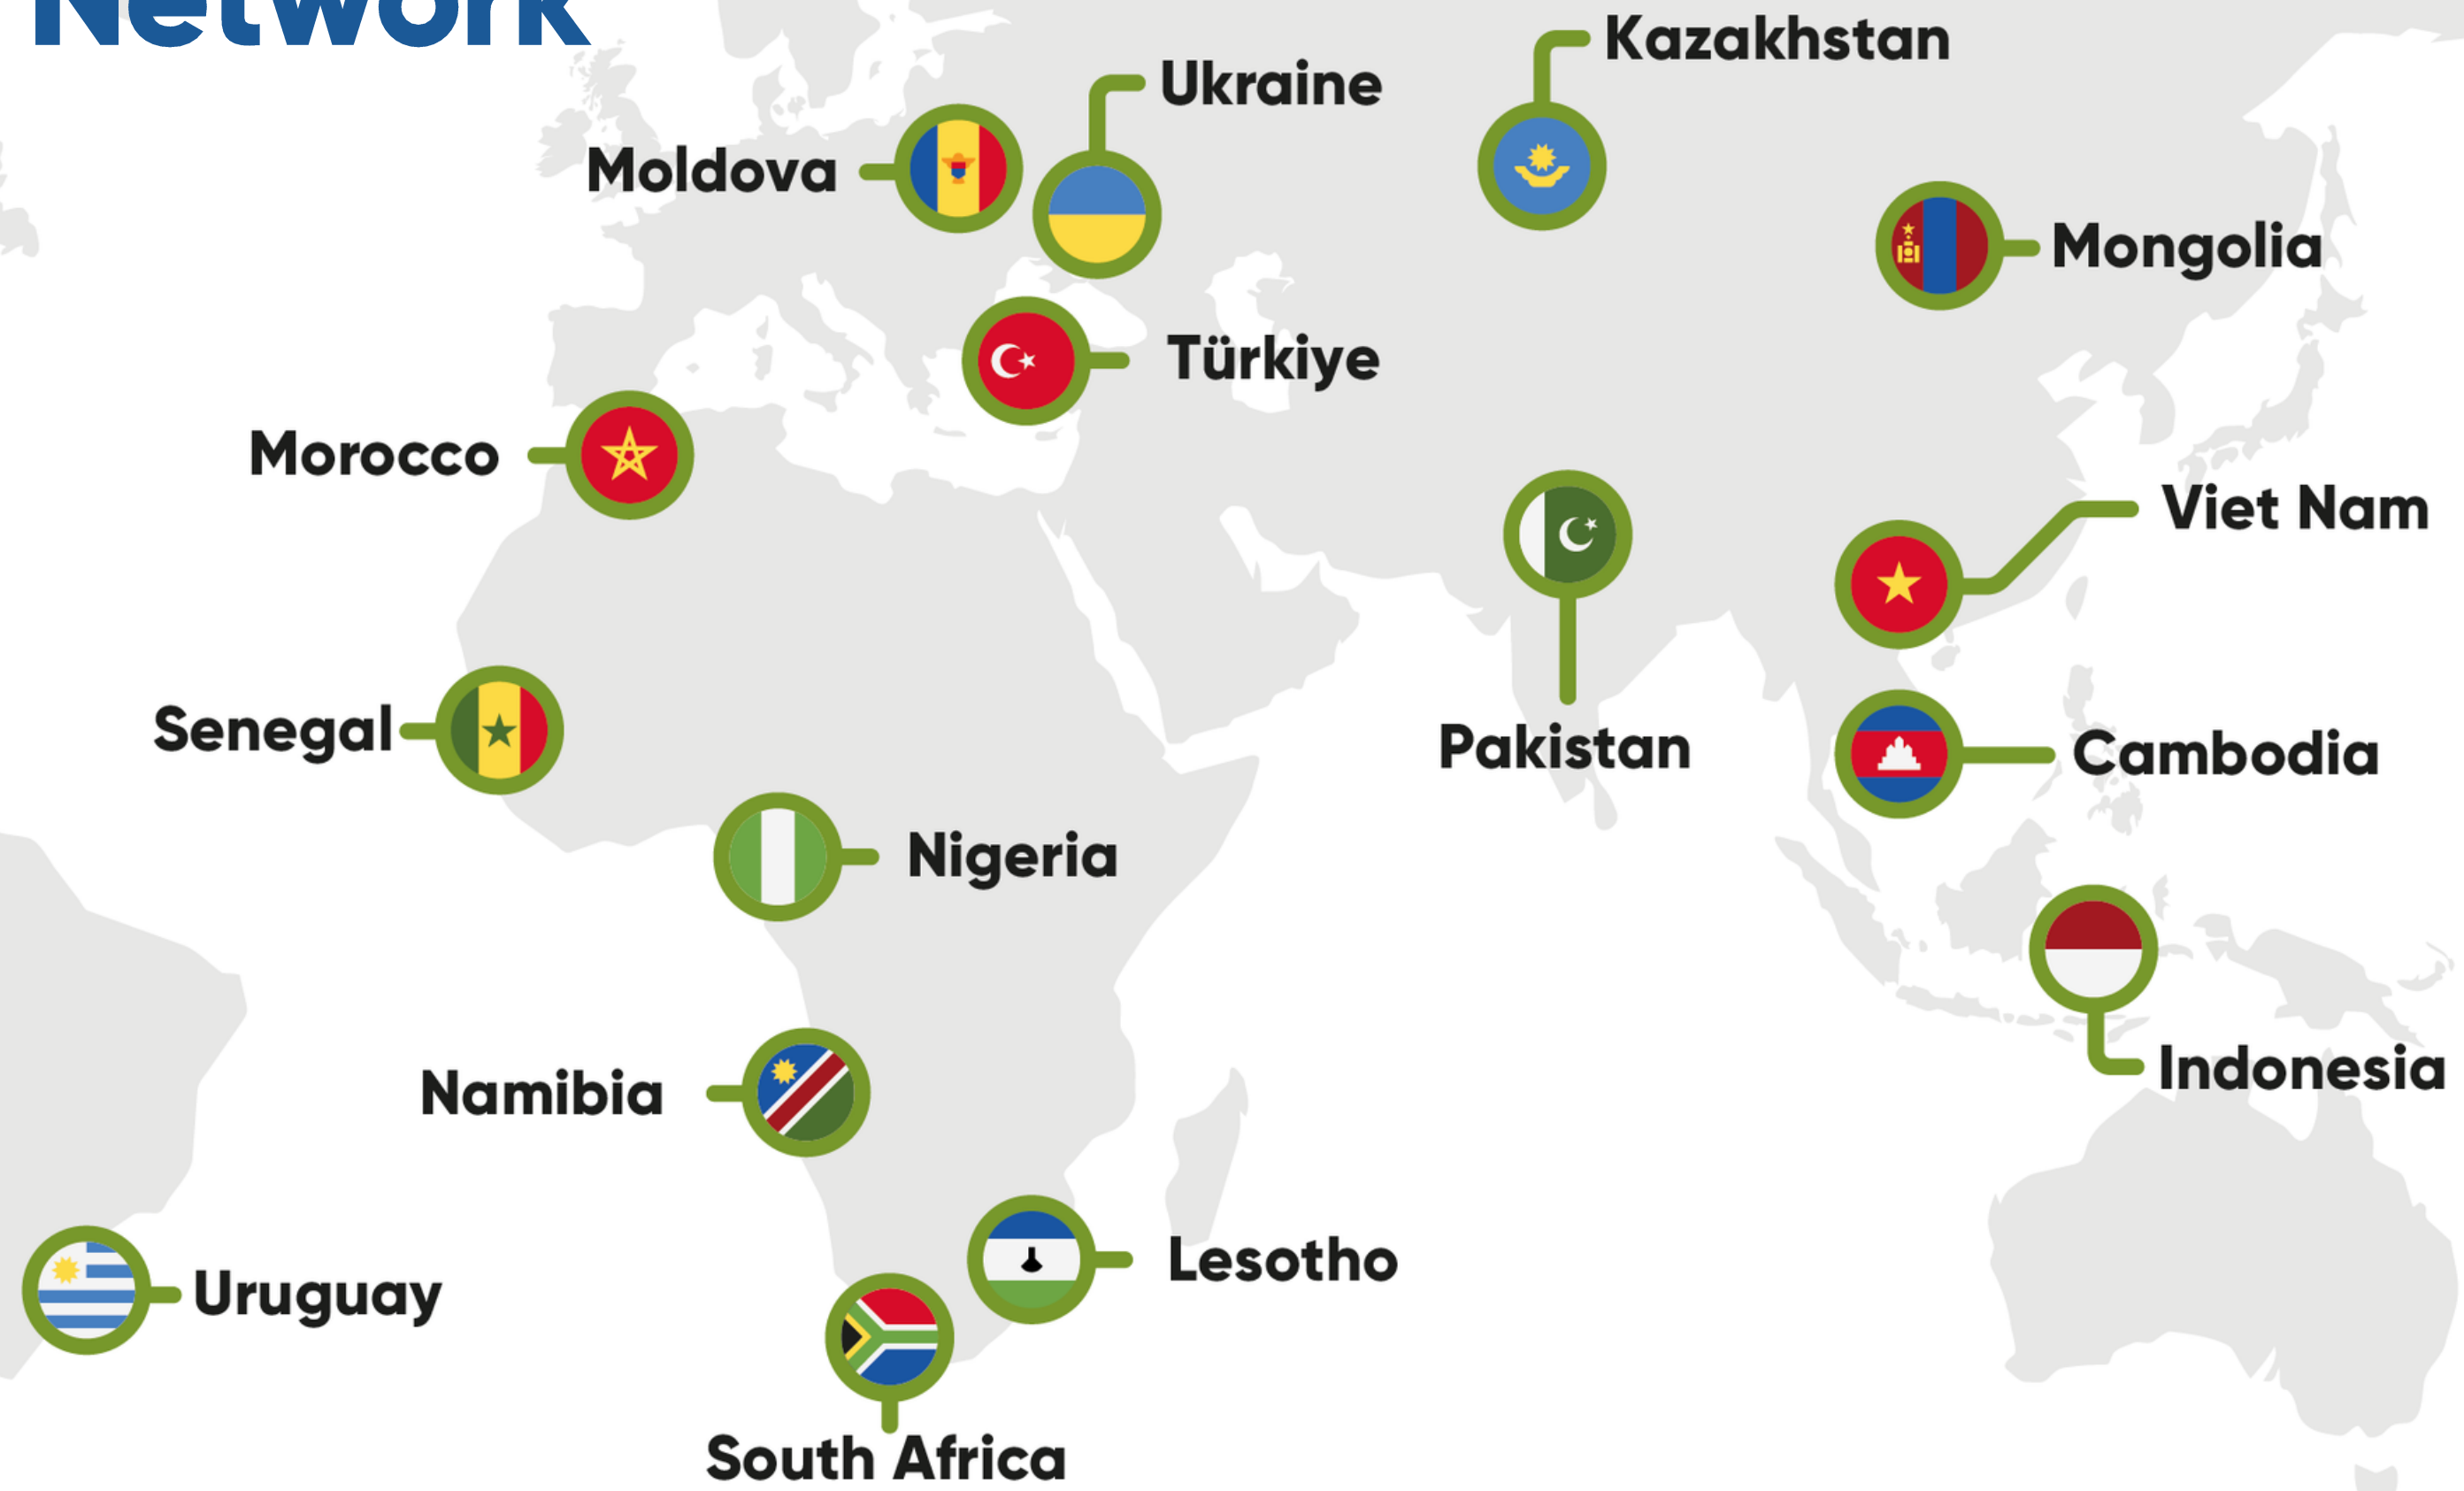 Network
Kazakhstan
Ukraine
Moldova
Mongolia
Türkiye
Morocco
Viet Nam
Senegal
Pakistan
Cambodia
Nigeria
Indonesia
Namibia
Lesotho
Uruguay
South Africa